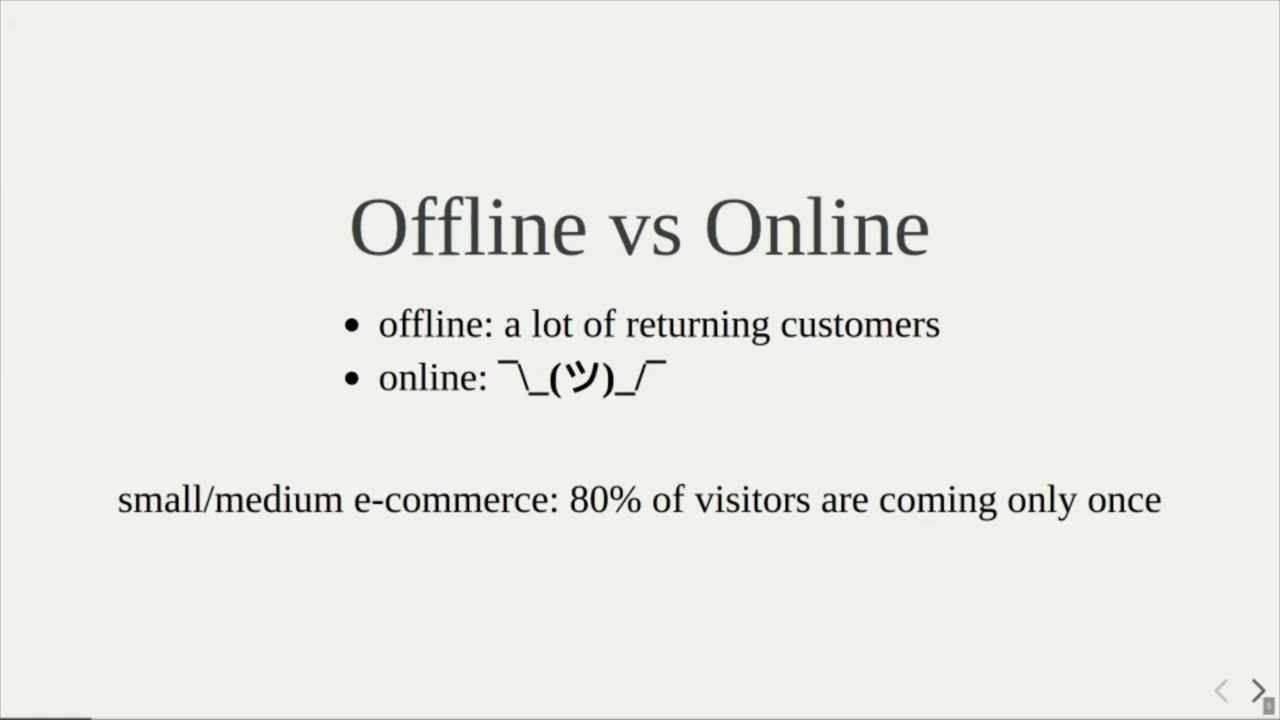 Offline vs Online
• offline: a lot of returning customers
• online: ¯\_(ツ)_/¯
small/medium e-commerce: 80% of visitors are coming only once